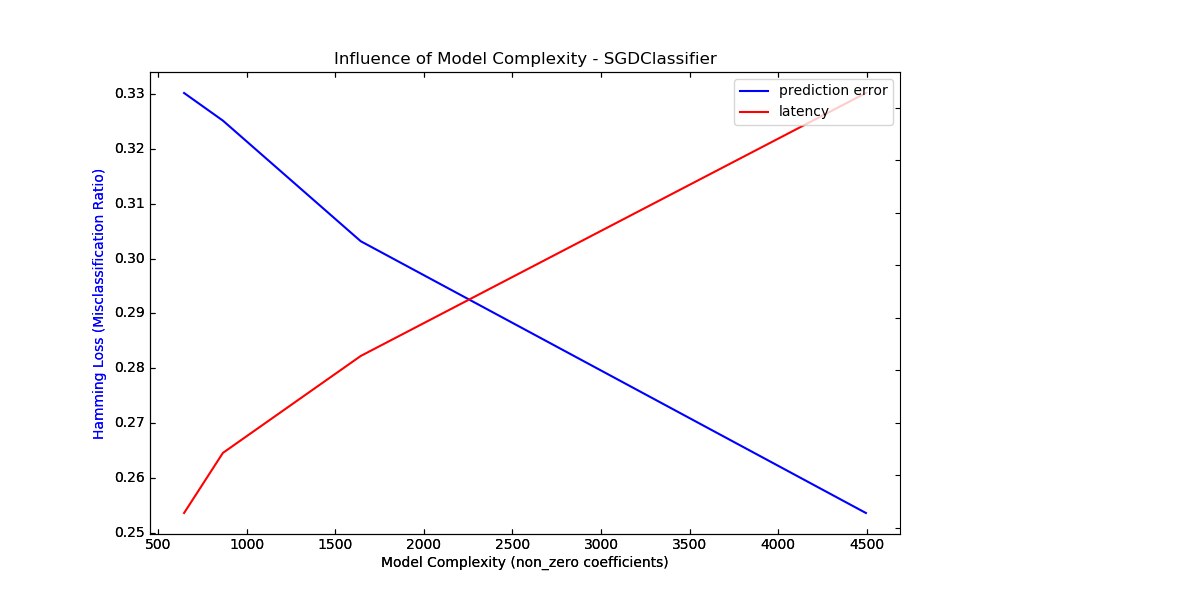 Influence of Model Complexity - SGDClassifier
prediction error
latency
0.33
0.32
0.31
0.30
0.29
0.28
0.27
0.26
0.25
Hamming Loss (Misclassification Ratio)
500 1000 1500 2000 2500 3000 3500 4000 4500
Model Complexity (non_zero coefficients)